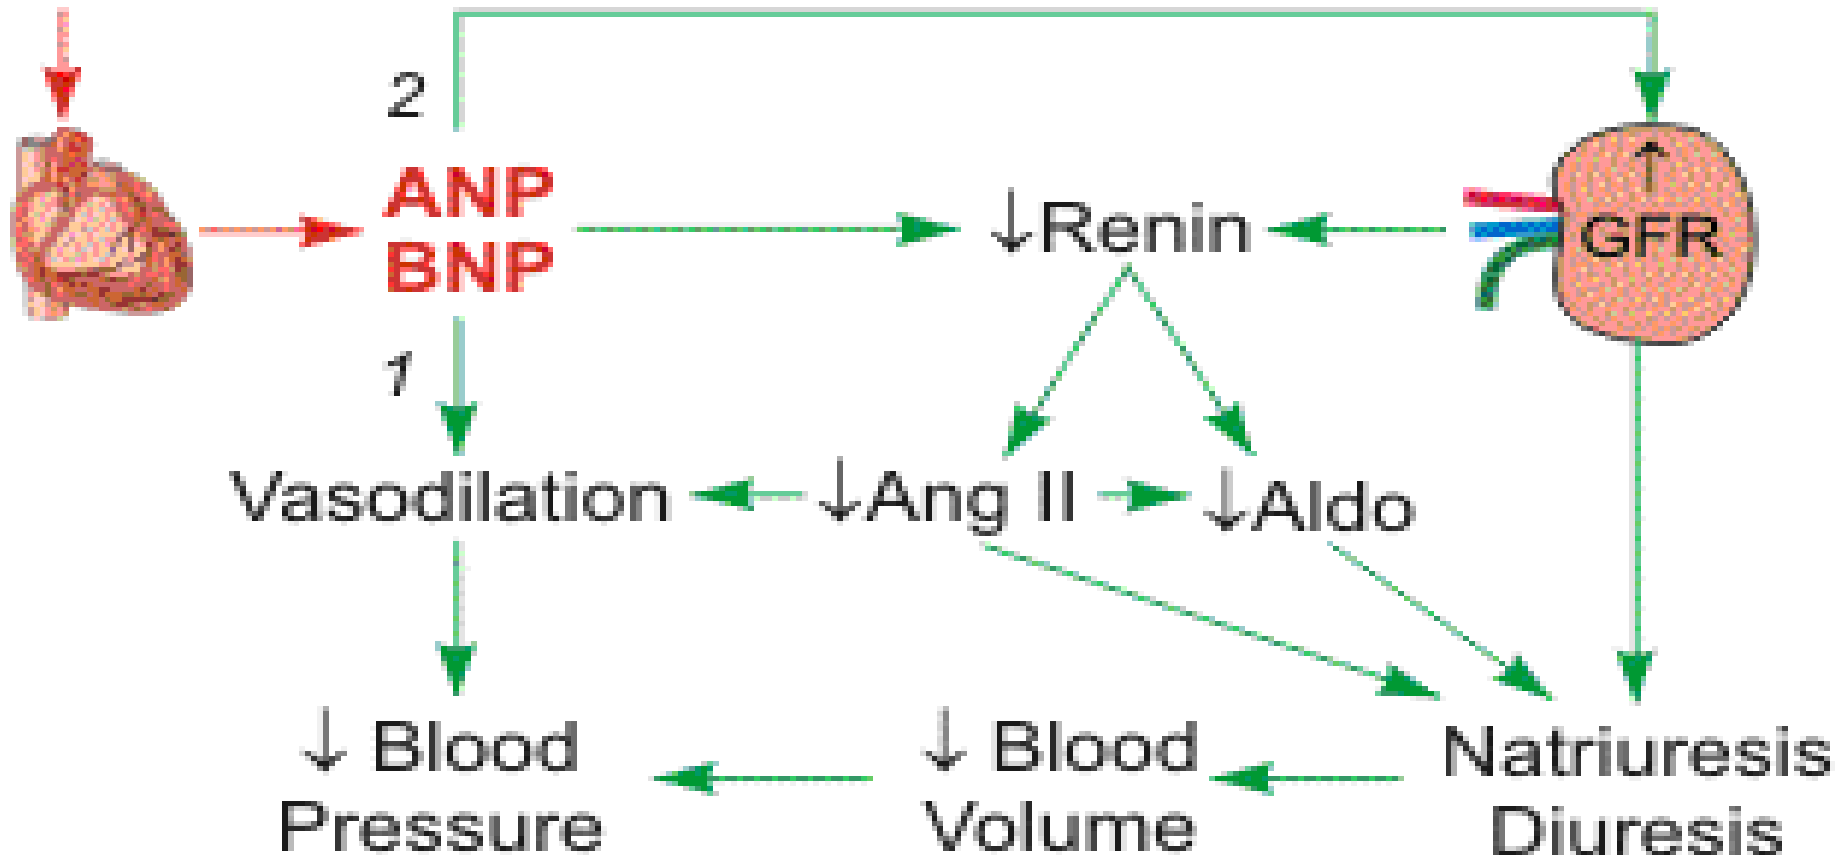 2
ANP
BNP
↓Renin
↑
GFR
1
Vasodilation
↓Ang II
↓Aldo
↓ Blood
Pressure
↓ Blood
Volume
Natriuresis
Diuresis